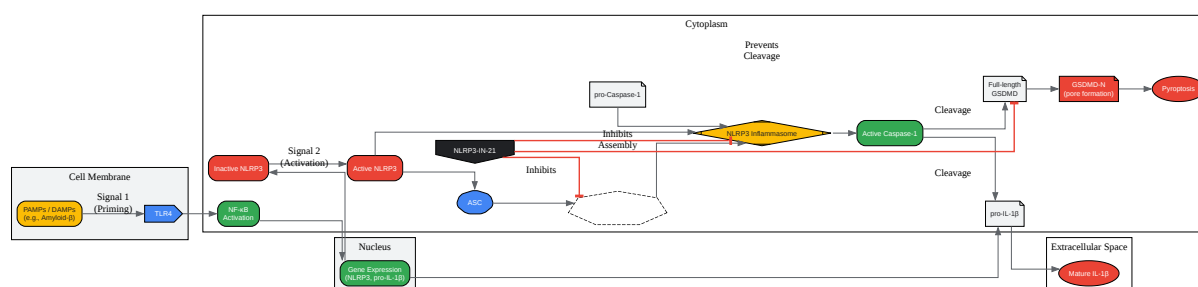 Cytoplasm
Prevents
Cleavage
Full-length
GSDMD
GSDMD-N
(pore formation)
Pyroptosis
pro-Caspase-1
Cleavage
NLRP3 Inflammasome
Active Caspase-1
Inhibits
Assembly
NLRP3-IN-21
Signal 2
(Activation)
Inactive NLRP3
Active NLRP3
Inhibits
Cleavage
Cell Membrane
Signal 1
(Priming)
PAMPs / DAMPs
(e.g., Amyloid-β)
TLR4
NF-κB
Activation
ASC
pro-IL-1β
Nucleus
Gene Expression
(NLRP3, pro-IL-1β)
Extracellular Space
Mature IL-1β